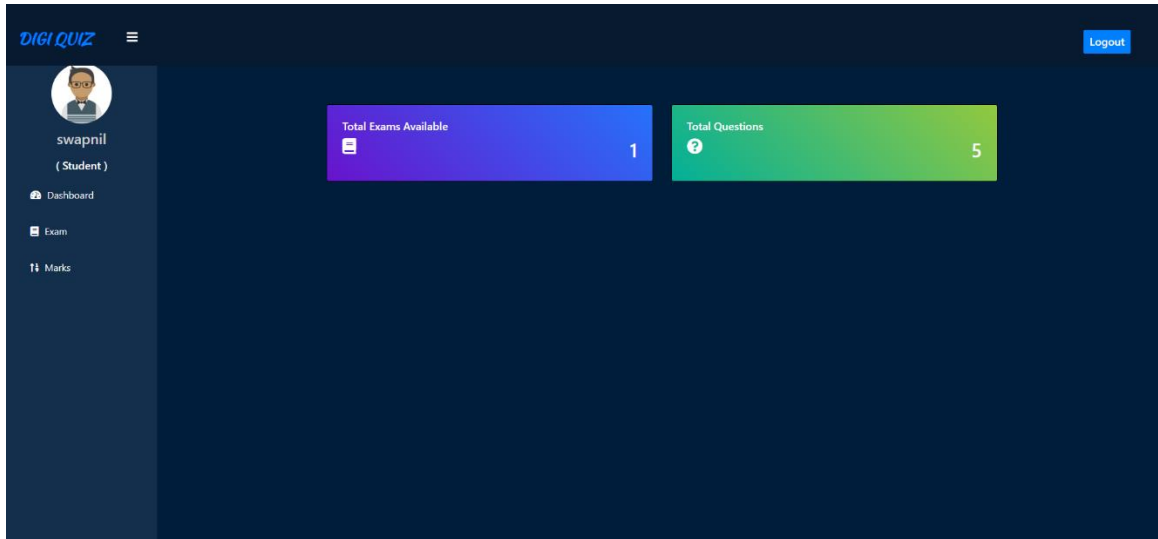 DIGI QUIZ
Logout
swapnil
( Student )
Dashboard
Exam
Marks
Total Exams Available
1
Total Questions
5